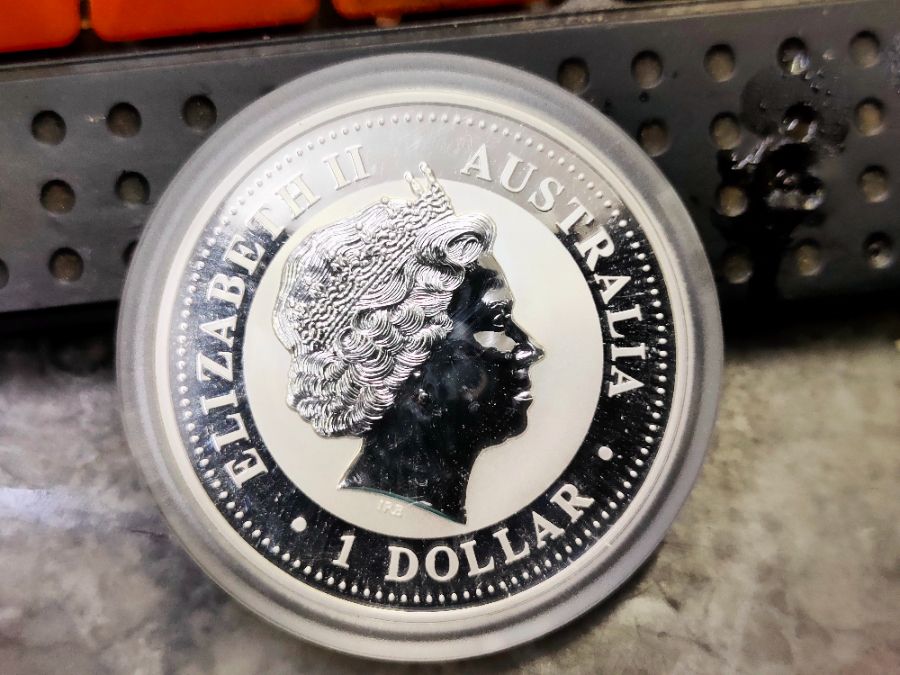 ELIZABETH II
AUSTRALIA
1 DOLLAR
IRB